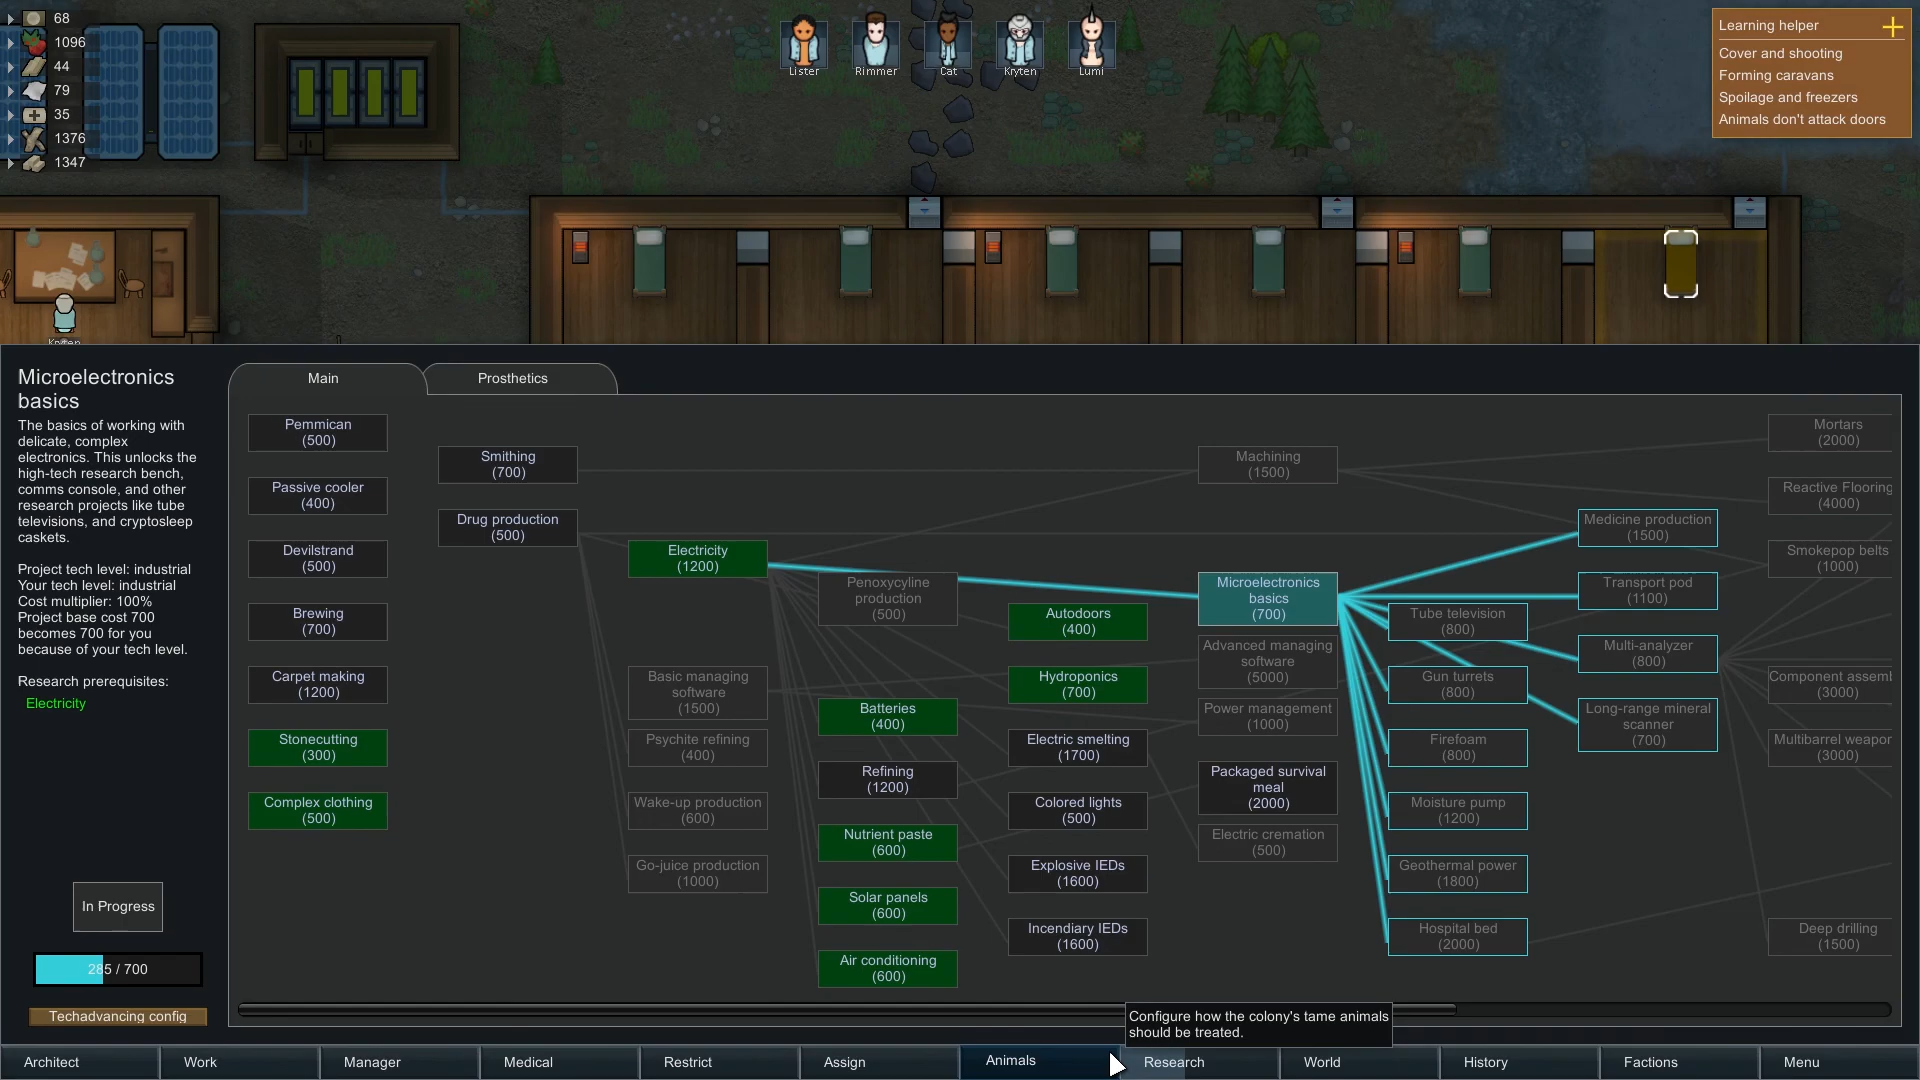 68
1096
44
79
35
1376
1347
Lister
Rimmer
Cat
Kryten
Lumi
Learning helper
Cover and shooting
Forming caravans
Spoilage and freezers
Animals don't attack doors
Kryten
Microelectronics
basics
The basics of working with
delicate, complex
electronics. This unlocks the
high-tech research bench,
comms console, and other
research projects like tube
televisions, and cryptosleep
caskets.
Project tech level: industrial
Your tech level: industrial
Cost multiplier: 100%
Project base cost 700
becomes 700 for you
because of your tech level.
Research prerequisites:
Electricity
In Progress
285 / 700
Techadvancing config
Main
Prosthetics
Pemmican
(500)
Passive cooler
(400)
Devilstrand
(500)
Brewing
(700)
Carpet making
(1200)
Stonecutting
(300)
Complex clothing
(500)
Smithing
(700)
Drug production
(500)
Electricity
(1200)
Basic managing
software
(1500)
Psychite refining
(400)
Wake-up production
(600)
Go-juice production
(1000)
Penoxycyline
production
(500)
Batteries
(400)
Refining
(1200)
Nutrient paste
(600)
Solar panels
(600)
Air conditioning
(600)
Autodoors
(400)
Hydroponics
(700)
Electric smelting
(1700)
Colored lights
(500)
Explosive IEDs
(1600)
Incendiary IEDs
(1600)
Machining
(1500)
Microelectronics
basics
(700)
Advanced managing
software
(5000)
Power management
(1000)
Packaged survival
meal
(2000)
Electric cremation
(500)
Tube television
(800)
Gun turrets
(800)
Firefoam
(800)
Moisture pump
(1200)
Geothermal power
(1800)
Hospital bed
(2000)
Medicine production
(1500)
Transport pod
(1100)
Multi-analyzer
(800)
Long-range mineral
scanner
(700)
Mortars
(2000)
Reactive Flooring
(4000)
Smokepop belts
(1000)
Component assemb
(3000)
Multibarrel weapon
(3000)
Deep drilling
(1500)
Configure how the colony's tame animals
should be treated.
Architect
Work
Manager
Medical
Restrict
Assign
Animals
Research
World
History
Factions
Menu